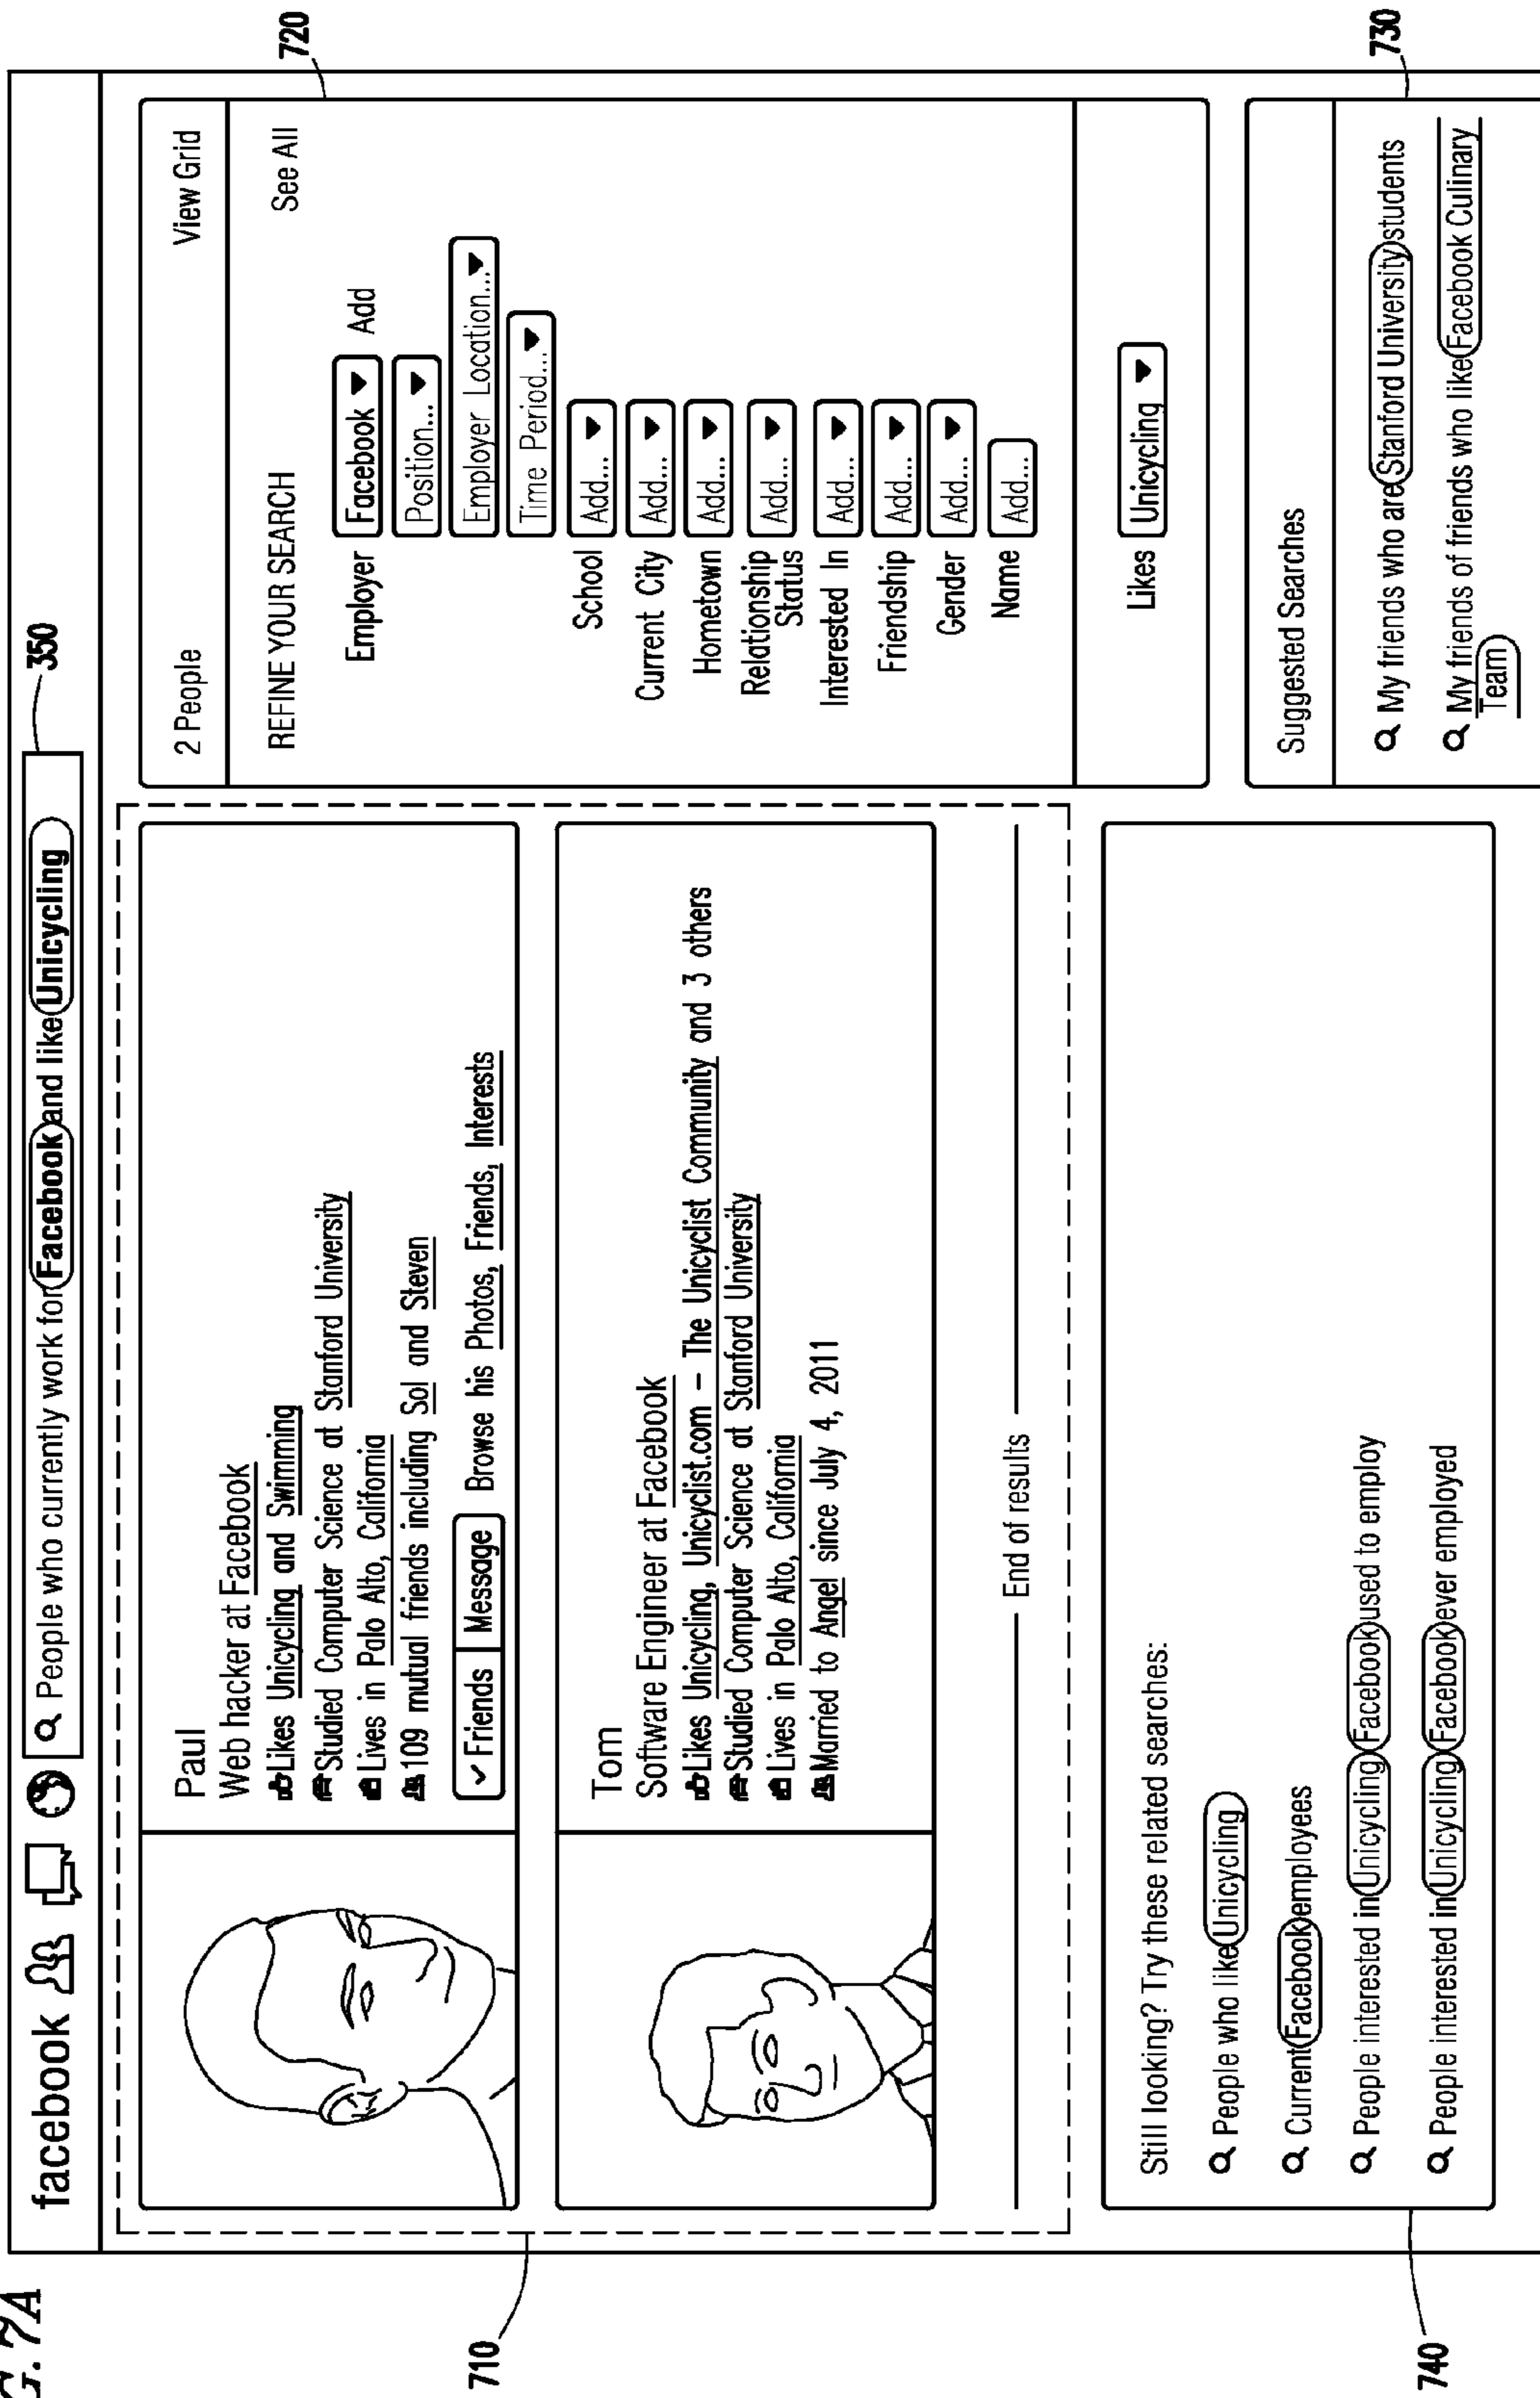 G. 7A
facebook
People who currently work for Facebook and like Unicycling
350
710
Paul
Web hacker at Facebook
Likes Unicycling and Swimming
Studied Computer Science at Stanford University
Lives in Palo Alto, California
109 mutual friends including Sol and Steven
✓ Friends Message Browse his Photos, Friends, Interests
Tom
Software Engineer at Facebook
Likes Unicycling, Unicyclist.com – The Unicyclist Community and 3 others
Studied Computer Science at Stanford University
Lives in Palo Alto, California
Married to Angel since July 4, 2011
End of results
740
Still looking? Try these related searches:
People who like Unicycling
Current Facebook employees
People interested in Unicycling Facebook used to employ
People interested in Unicycling Facebook ever employed
720
2 People View Grid
REFINE YOUR SEARCH See All
Employer Facebook Add
Position...
Employer Location...
Time Period...
School Add...
Current City Add...
Hometown Add...
Relationship
Status Add...
Interested In Add...
Friendship Add...
Gender Add...
Name Add...
Likes Unicycling
730
Suggested Searches
My friends who are Stanford University students
My friends of friends who like Facebook Culinary
Team